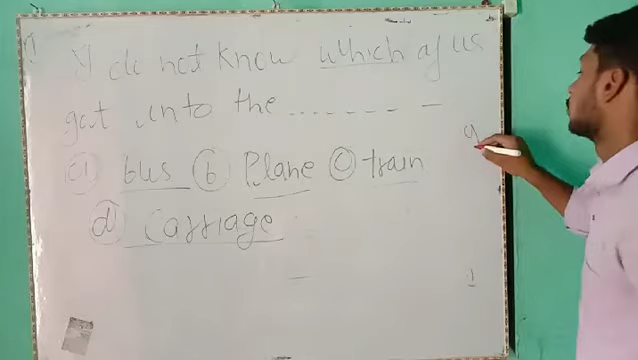 I do not know which of us
got into the ....... –
a bus b Plane c train
d Carriage